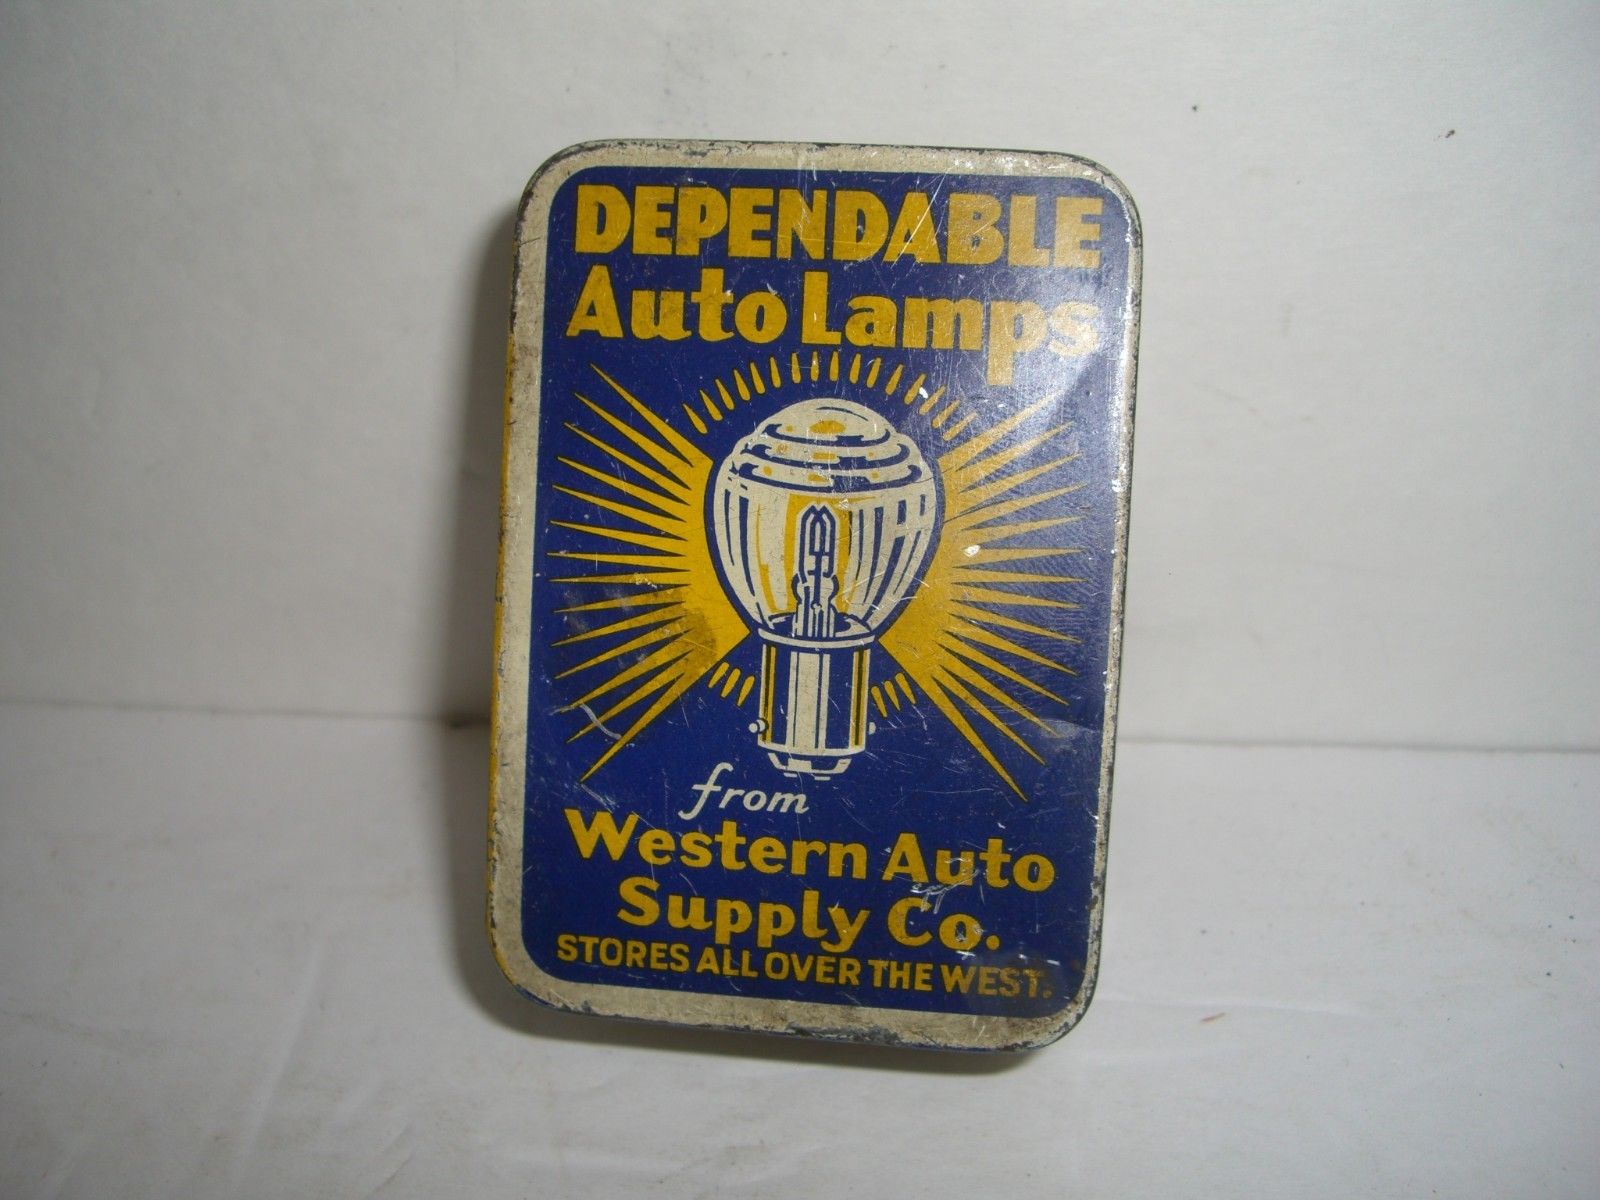 DEPENDABLE
Auto Lamps
from
Western Auto
Supply Co.
STORES ALL OVER THE WEST.